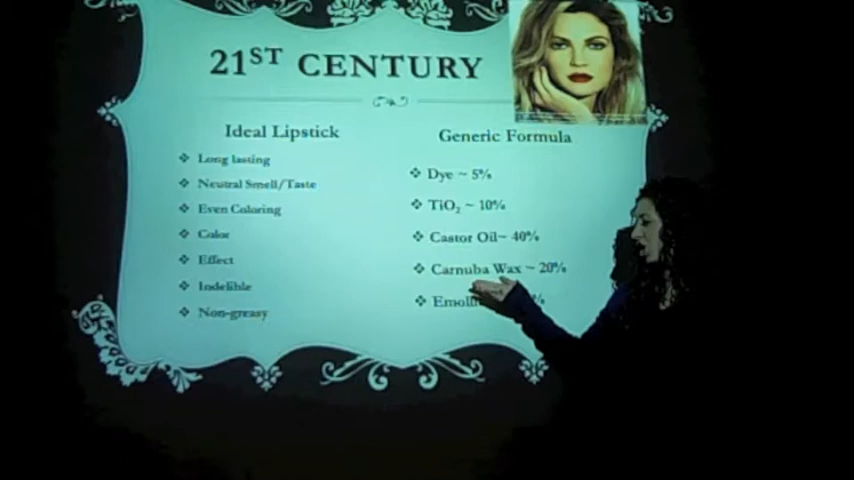 21ST CENTURY
Ideal Lipstick
Long lasting
Neutral Smell/Taste
Even Coloring
Color
Effect
Indelible
Non-greasy
Generic Formula
Dye ~ 5%
TiO₂ ~ 10%
Castor Oil~ 40%
Carnuba Wax ~ 20%